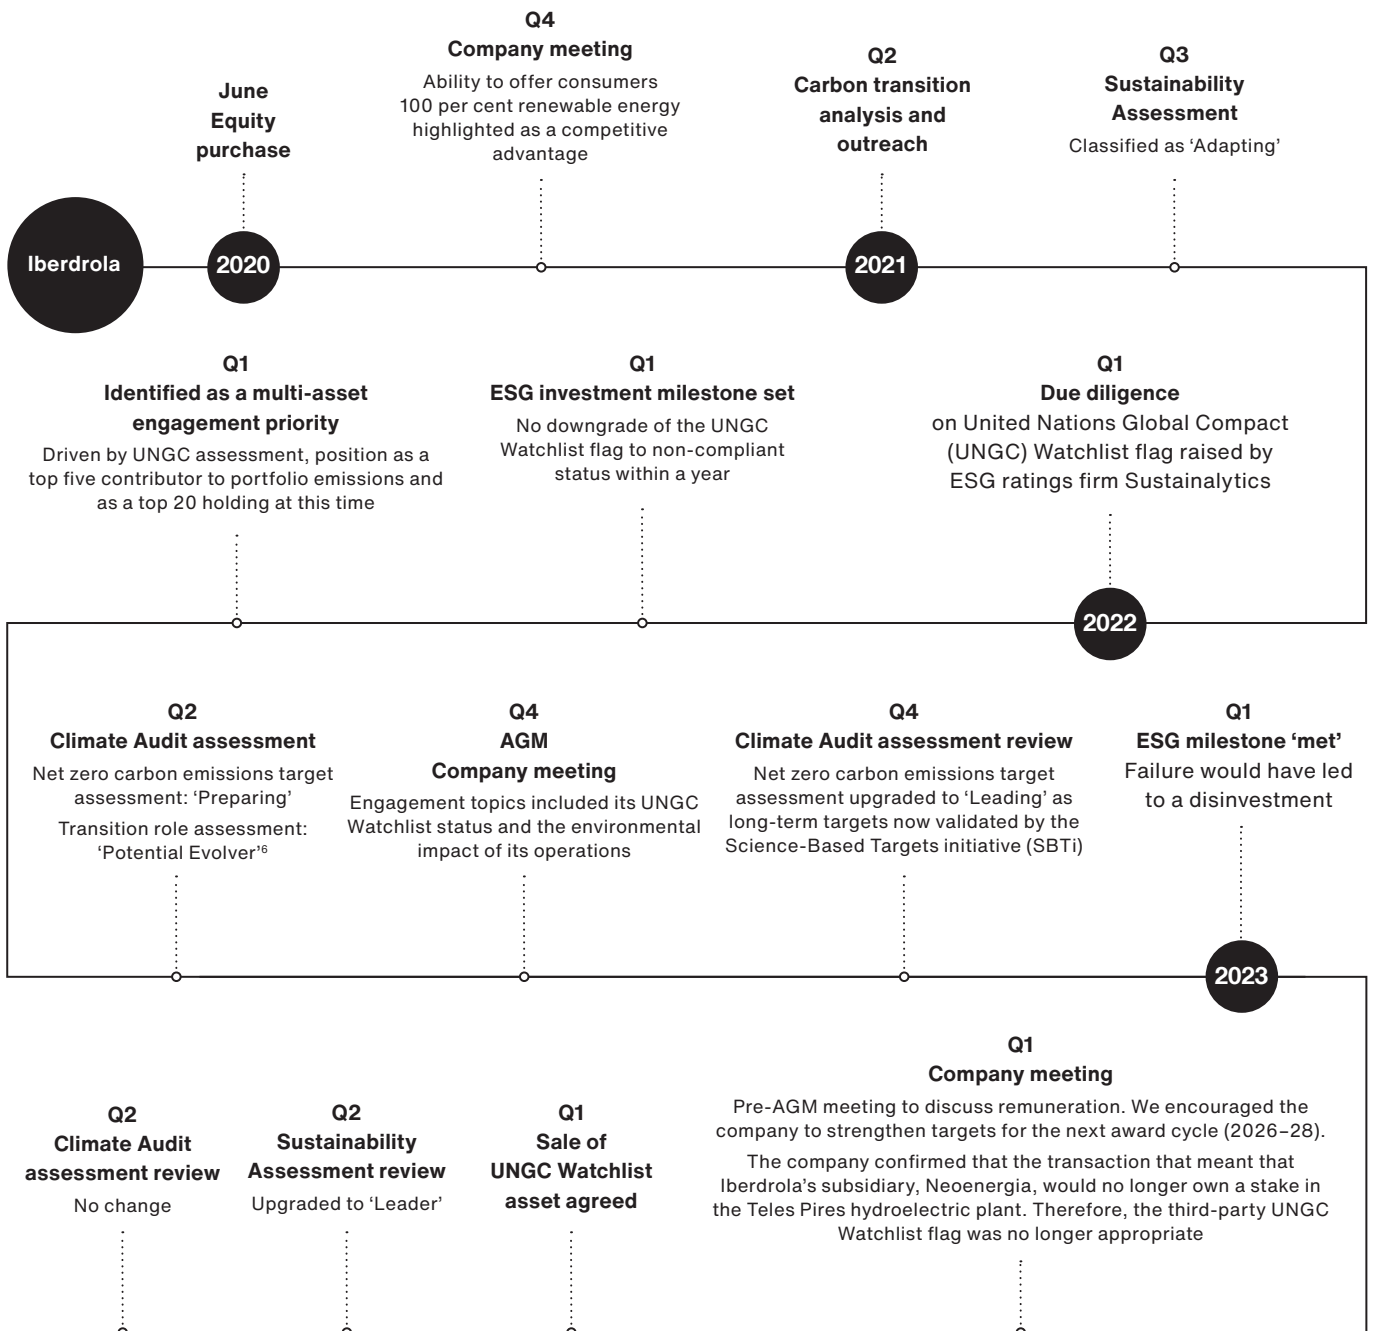 Iberdrola
June
Equity
purchase
2020
Q4
Company meeting
Ability to offer consumers
100 per cent renewable energy
highlighted as a competitive
advantage
Q2
Carbon transition
analysis and
outreach
2021
Q3
Sustainability
Assessment
Classified as ‘Adapting’
Q1
Due diligence
on United Nations Global Compact
(UNGC) Watchlist flag raised by
ESG ratings firm Sustainalytics
2022
Q1
ESG investment milestone set
No downgrade of the UNGC
Watchlist flag to non-compliant
status within a year
Q1
Identified as a multi-asset
engagement priority
Driven by UNGC assessment, position as a
top five contributor to portfolio emissions and
as a top 20 holding at this time
Q2
Climate Audit assessment
Net zero carbon emissions target
assessment: ‘Preparing’
Transition role assessment:
‘Potential Evolver’6
Q4
AGM
Company meeting
Engagement topics included its UNGC
Watchlist status and the environmental
impact of its operations
Q4
Climate Audit assessment review
Net zero carbon emissions target
assessment upgraded to ‘Leading’ as
long-term targets now validated by the
Science-Based Targets initiative (SBTi)
Q1
ESG milestone ‘met’
Failure would have led
to a disinvestment
2023
Q1
Company meeting
Pre-AGM meeting to discuss remuneration. We encouraged the
company to strengthen targets for the next award cycle (2026–28).
The company confirmed that the transaction that meant that
Iberdrola’s subsidiary, Neoenergia, would no longer own a stake in
the Teles Pires hydroelectric plant. Therefore, the third-party UNGC
Watchlist flag was no longer appropriate
Q1
Sale of
UNGC Watchlist
asset agreed
Q2
Sustainability
Assessment review
Upgraded to ‘Leader’
Q2
Climate Audit
assessment review
No change